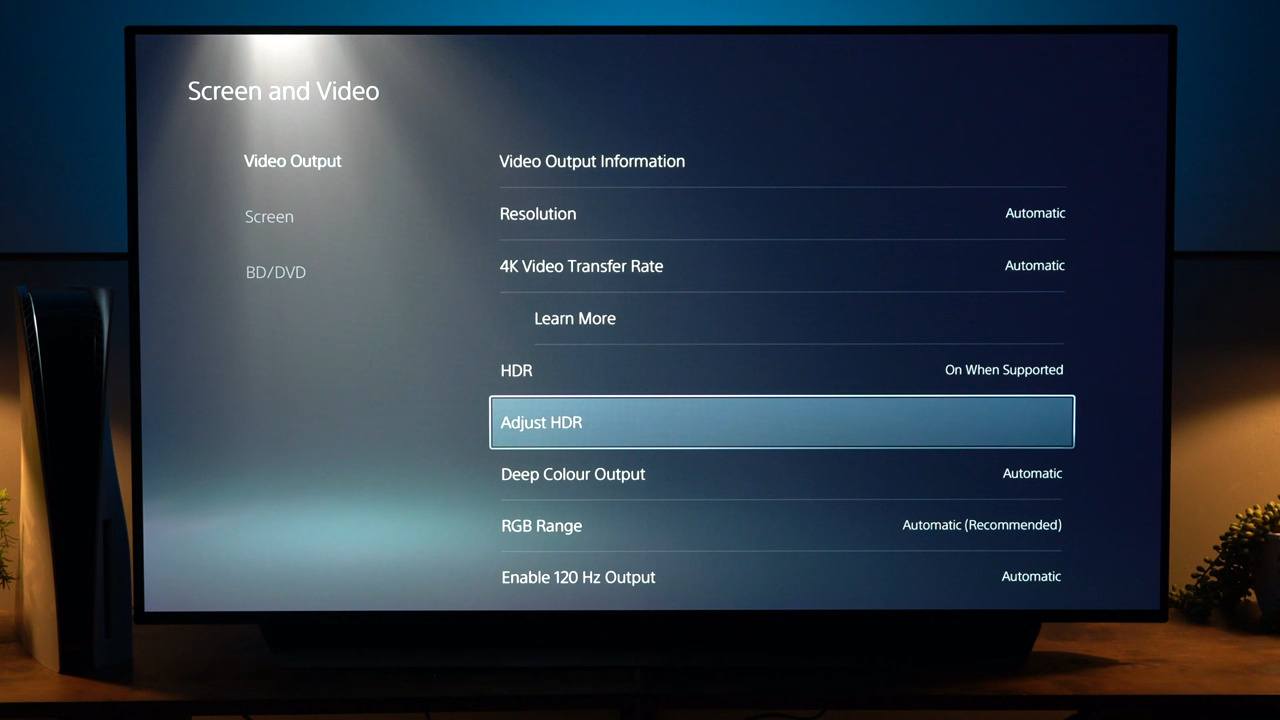 Screen and Video
Video Output
Screen
BD/DVD
Video Output Information
Resolution Automatic
4K Video Transfer Rate Automatic
Learn More
HDR On When Supported
Adjust HDR
Deep Colour Output Automatic
RGB Range Automatic (Recommended)
Enable 120 Hz Output Automatic